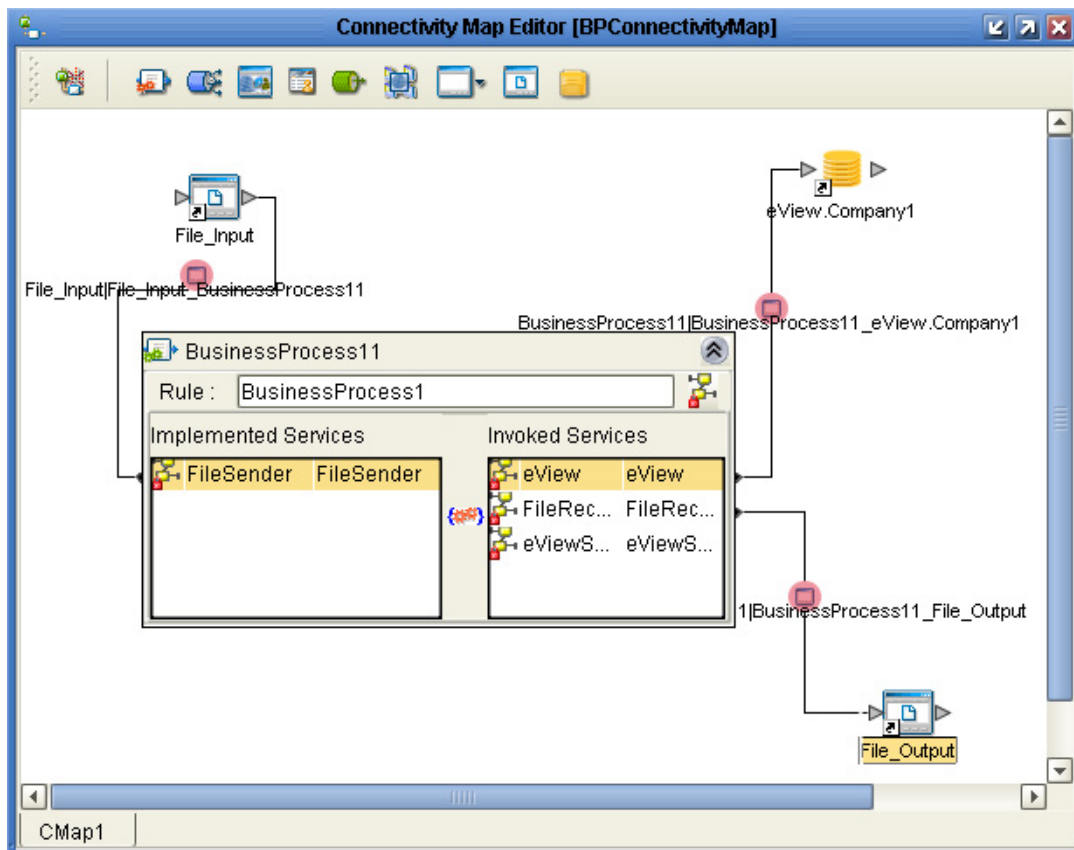 Connectivity Map Editor [BPConnectivityMap]
File_Input
eView.Company1
File_Input|File_Input_BusinessProcess11
BusinessProcess11|BusinessProcess11_eView.Company1
BusinessProcess11
Rule : BusinessProcess1
Implemented Services Invoked Services
FileSender FileSender eView eView
FileRec... FileRec...
eViewS... eViewS...
1|BusinessProcess11_File_Output
File_Output
CMap1